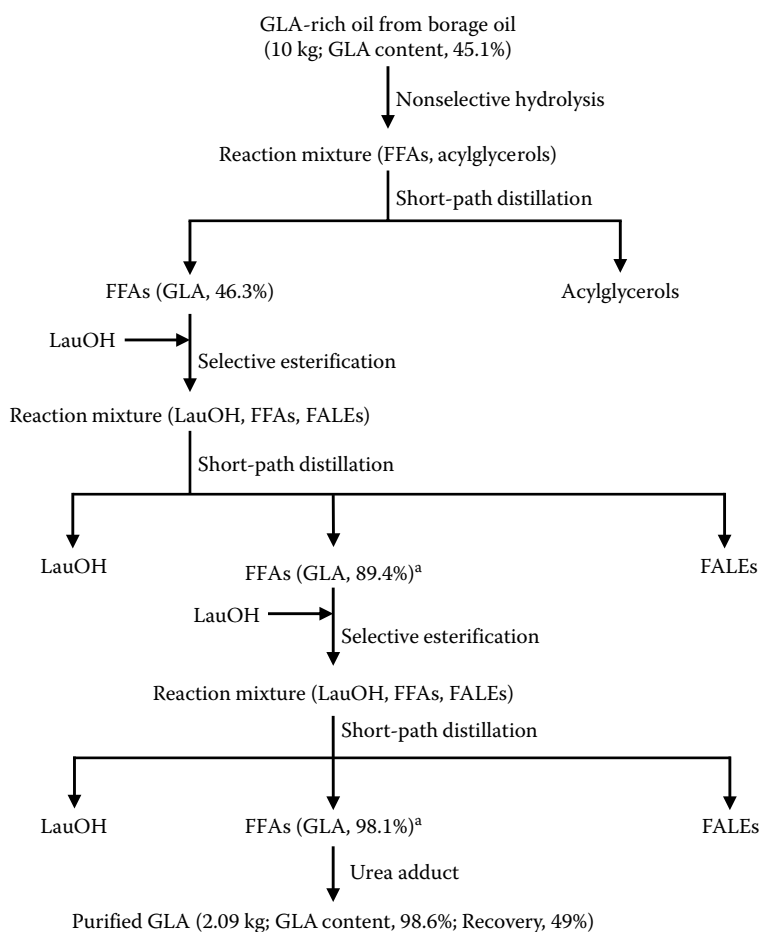 GLA-rich oil from borage oil
(10 kg; GLA content, 45.1%)
Nonselective hydrolysis
Reaction mixture (FFAs, acylglycerols)
Short-path distillation
FFAs (GLA, 46.3%)
Acylglycerols
LauOH
Selective esterification
Reaction mixture (LauOH, FFAs, FALEs)
Short-path distillation
LauOH
FFAs (GLA, 89.4%)ᵃ
FALEs
LauOH
Selective esterification
Reaction mixture (LauOH, FFAs, FALEs)
Short-path distillation
LauOH
FFAs (GLA, 98.1%)ᵃ
FALEs
Urea adduct
Purified GLA (2.09 kg; GLA content, 98.6%; Recovery, 49%)